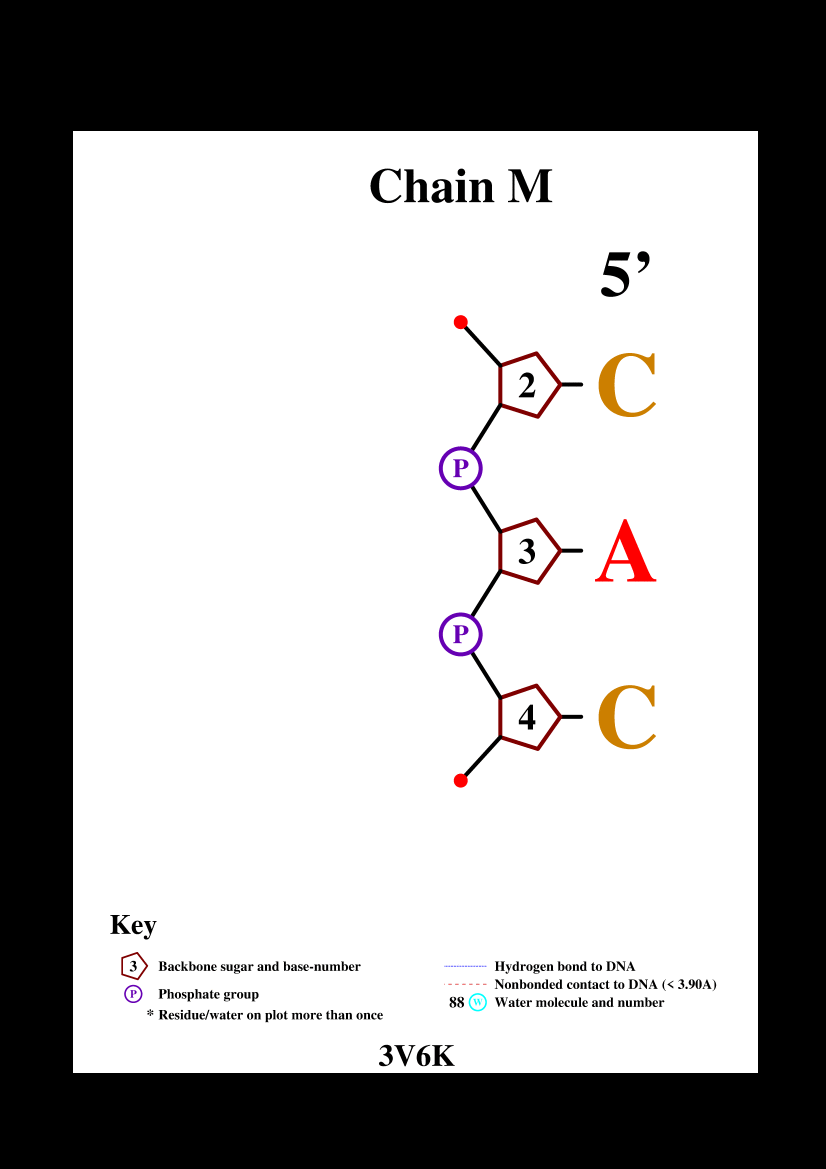 Chain M
5’
2 C
P
3 A
P
4 C
Key
3 Backbone sugar and base-number
P Phosphate group
* Residue/water on plot more than once
Hydrogen bond to DNA
Nonbonded contact to DNA (< 3.90A)
88 W Water molecule and number
3V6K